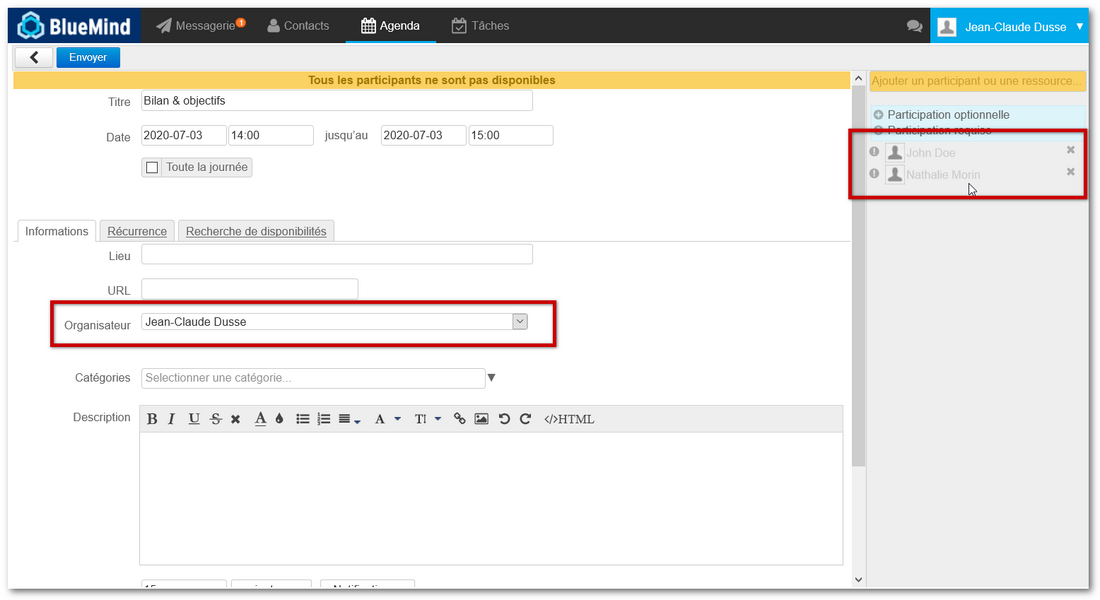 BlueMind Messagerie 1 Contacts Agenda Tâches Jean-Claude Dusse
Envoyer
Tous les participants ne sont pas disponibles
Titre Bilan & objectifs
Date 2020-07-03 14:00 jusqu'au 2020-07-03 15:00
Toute la journée
Informations Récurrence Recherche de disponibilités
Lieu
URL
Organisateur Jean-Claude Dusse
Catégories Selectionner une catégorie...
Description B I U S A A T </>HTML
Ajouter un participant ou une ressource...
Participation optionnelle
Participation requise
John Doe
Nathalie Morin